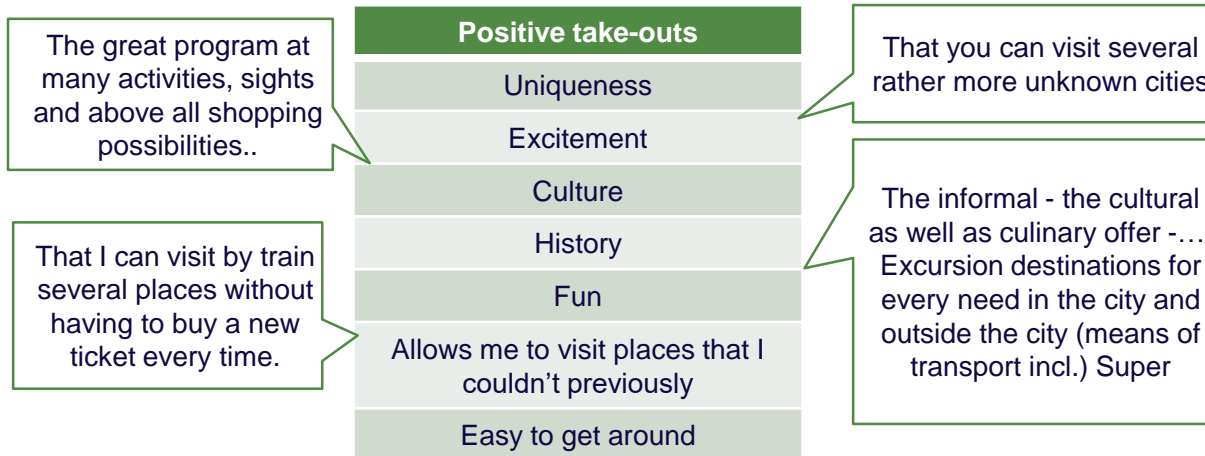 The great program at
many activities, sights
and above all shopping
possibilities..
That I can visit by train
several places without
having to buy a new
ticket every time.
Positive take-outs
Uniqueness
Excitement
Culture
History
Fun
Allows me to visit places that I
couldn’t previously
Easy to get around
That you can visit several
rather more unknown cities
The informal - the cultural
as well as culinary offer -…
Excursion destinations for
every need in the city and
outside the city (means of
transport incl.) Super